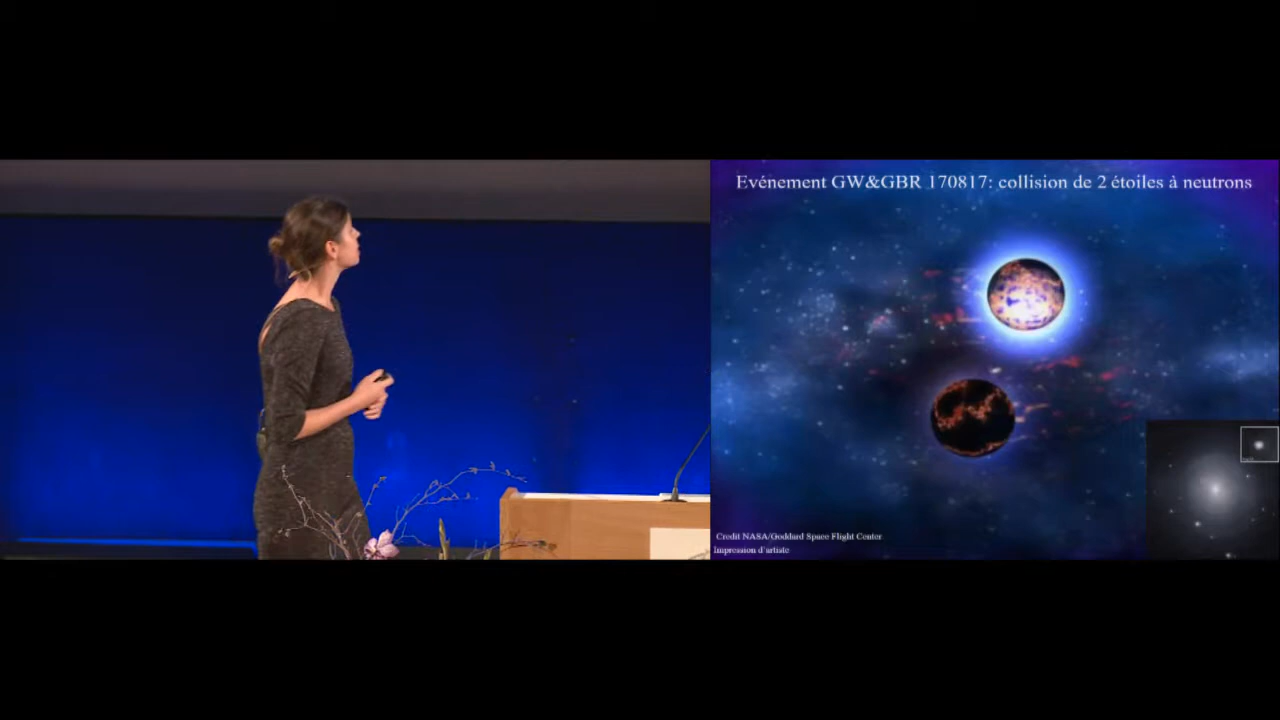 Evénement GW&GBR 170817: collision de 2 étoiles à neutrons
Credit NASA/Goddard Space Flight Center
Impression d'artiste